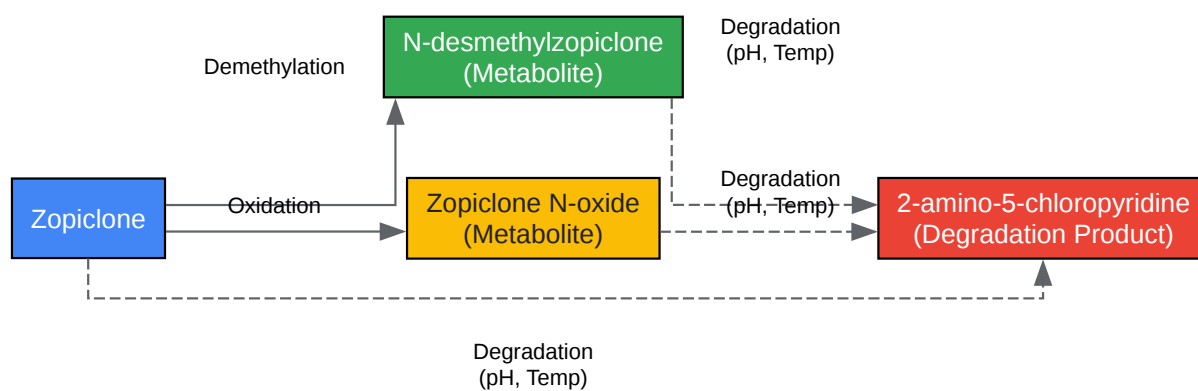 N-desmethylzopiclone
(Metabolite)
Degradation
(pH, Temp)
Demethylation
Zopiclone
Oxidation
Zopiclone N-oxide
(Metabolite)
Degradation
(pH, Temp)
2-amino-5-chloropyridine
(Degradation Product)
Degradation
(pH, Temp)